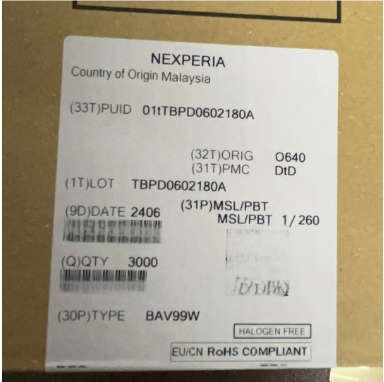 NEXPERIA
Country of Origin Malaysia
(33T)PUID 01tTBPD0602180A
(32T)ORIG O640
(31T)PMC DtD
(1T)LOT TBPD0602180A
(9D)DATE 2406
(31P)MSL/PBT
MSL/PBT 1/260
(Q)QTY 3000
(30P)TYPE BAV99W
HALOGEN FREE
EU/CN RoHS COMPLIANT